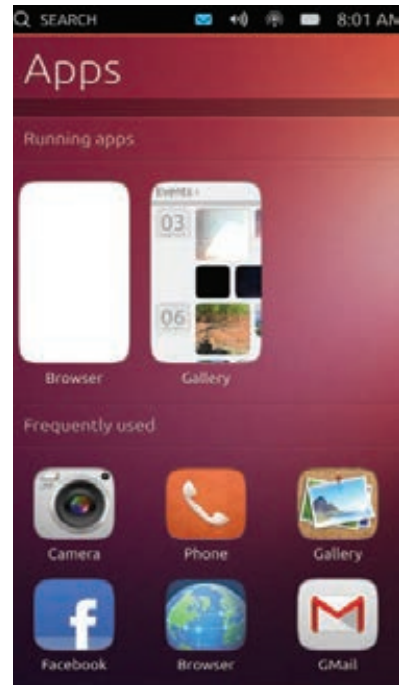 SEARCH 8:01 AM
Apps
Running apps
Events ›
03
06
Browser Gallery
Frequently used
Camera Phone Gallery
Facebook Browser GMail